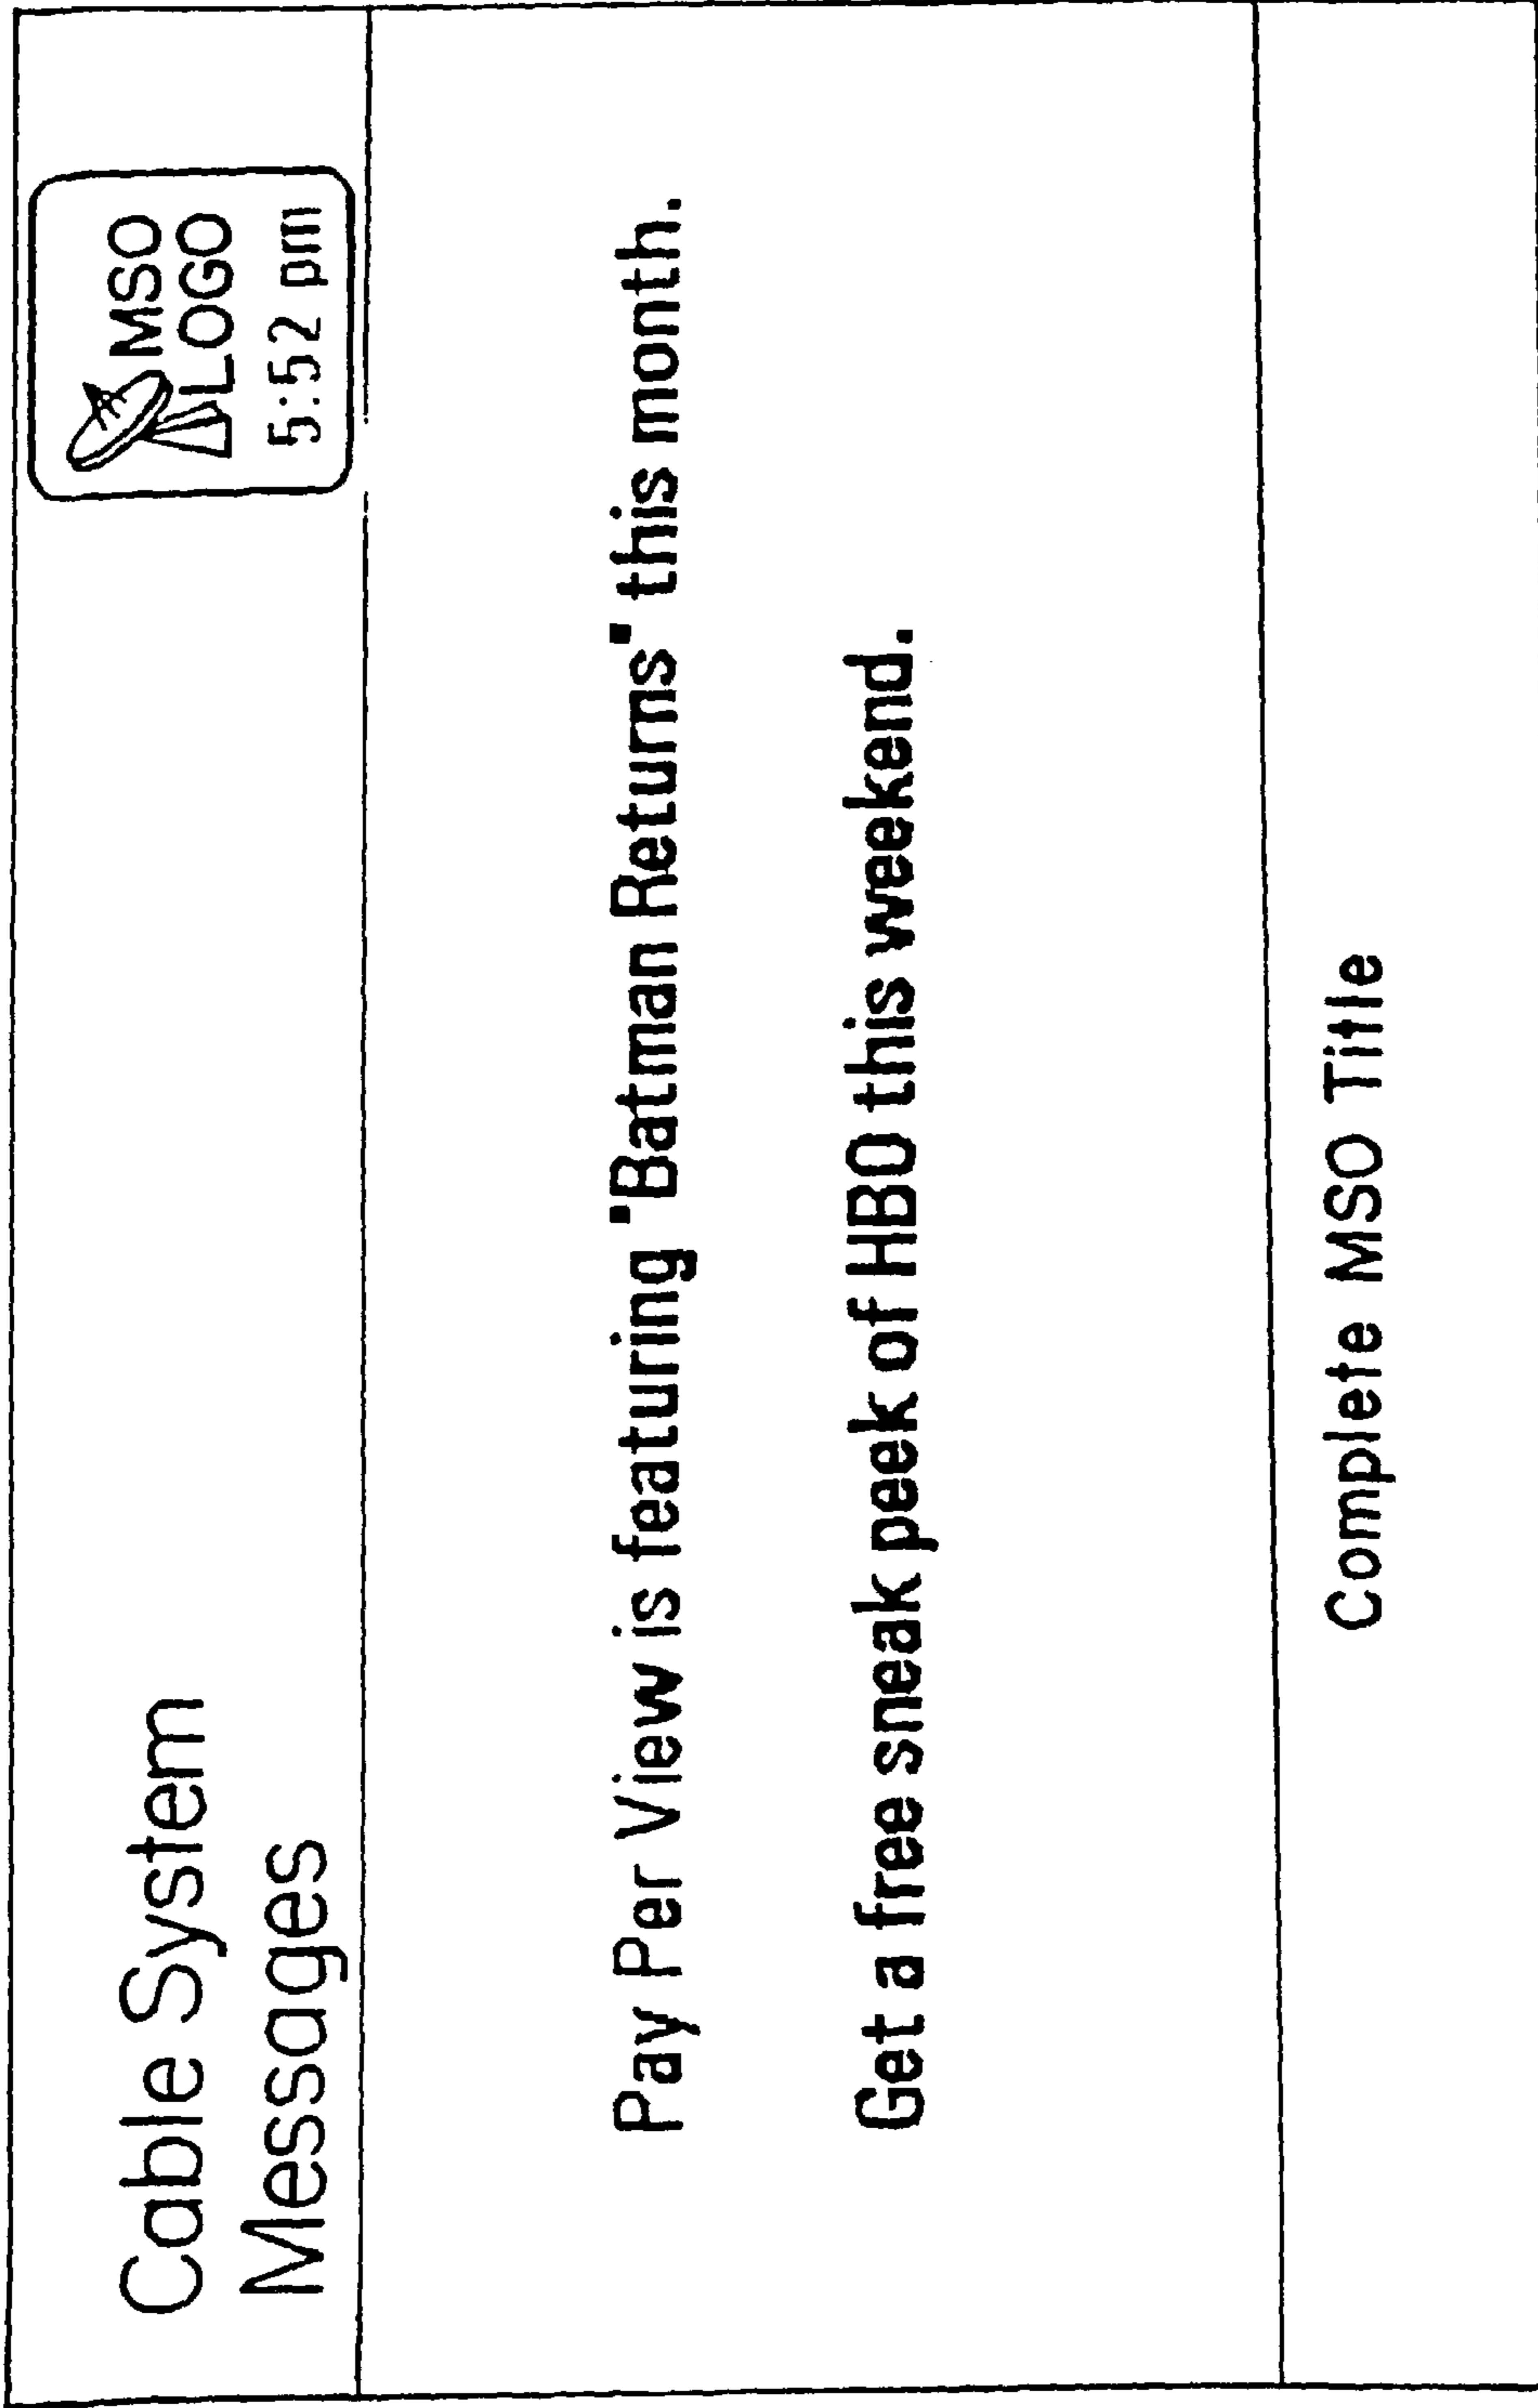 Cable System
Messages
MSO
LOGO
5:52 pm
Pay Per View is featuring "Batman Returns" this month.
Get a free sneak peek of HBO this weekend.
Complete MSO Title